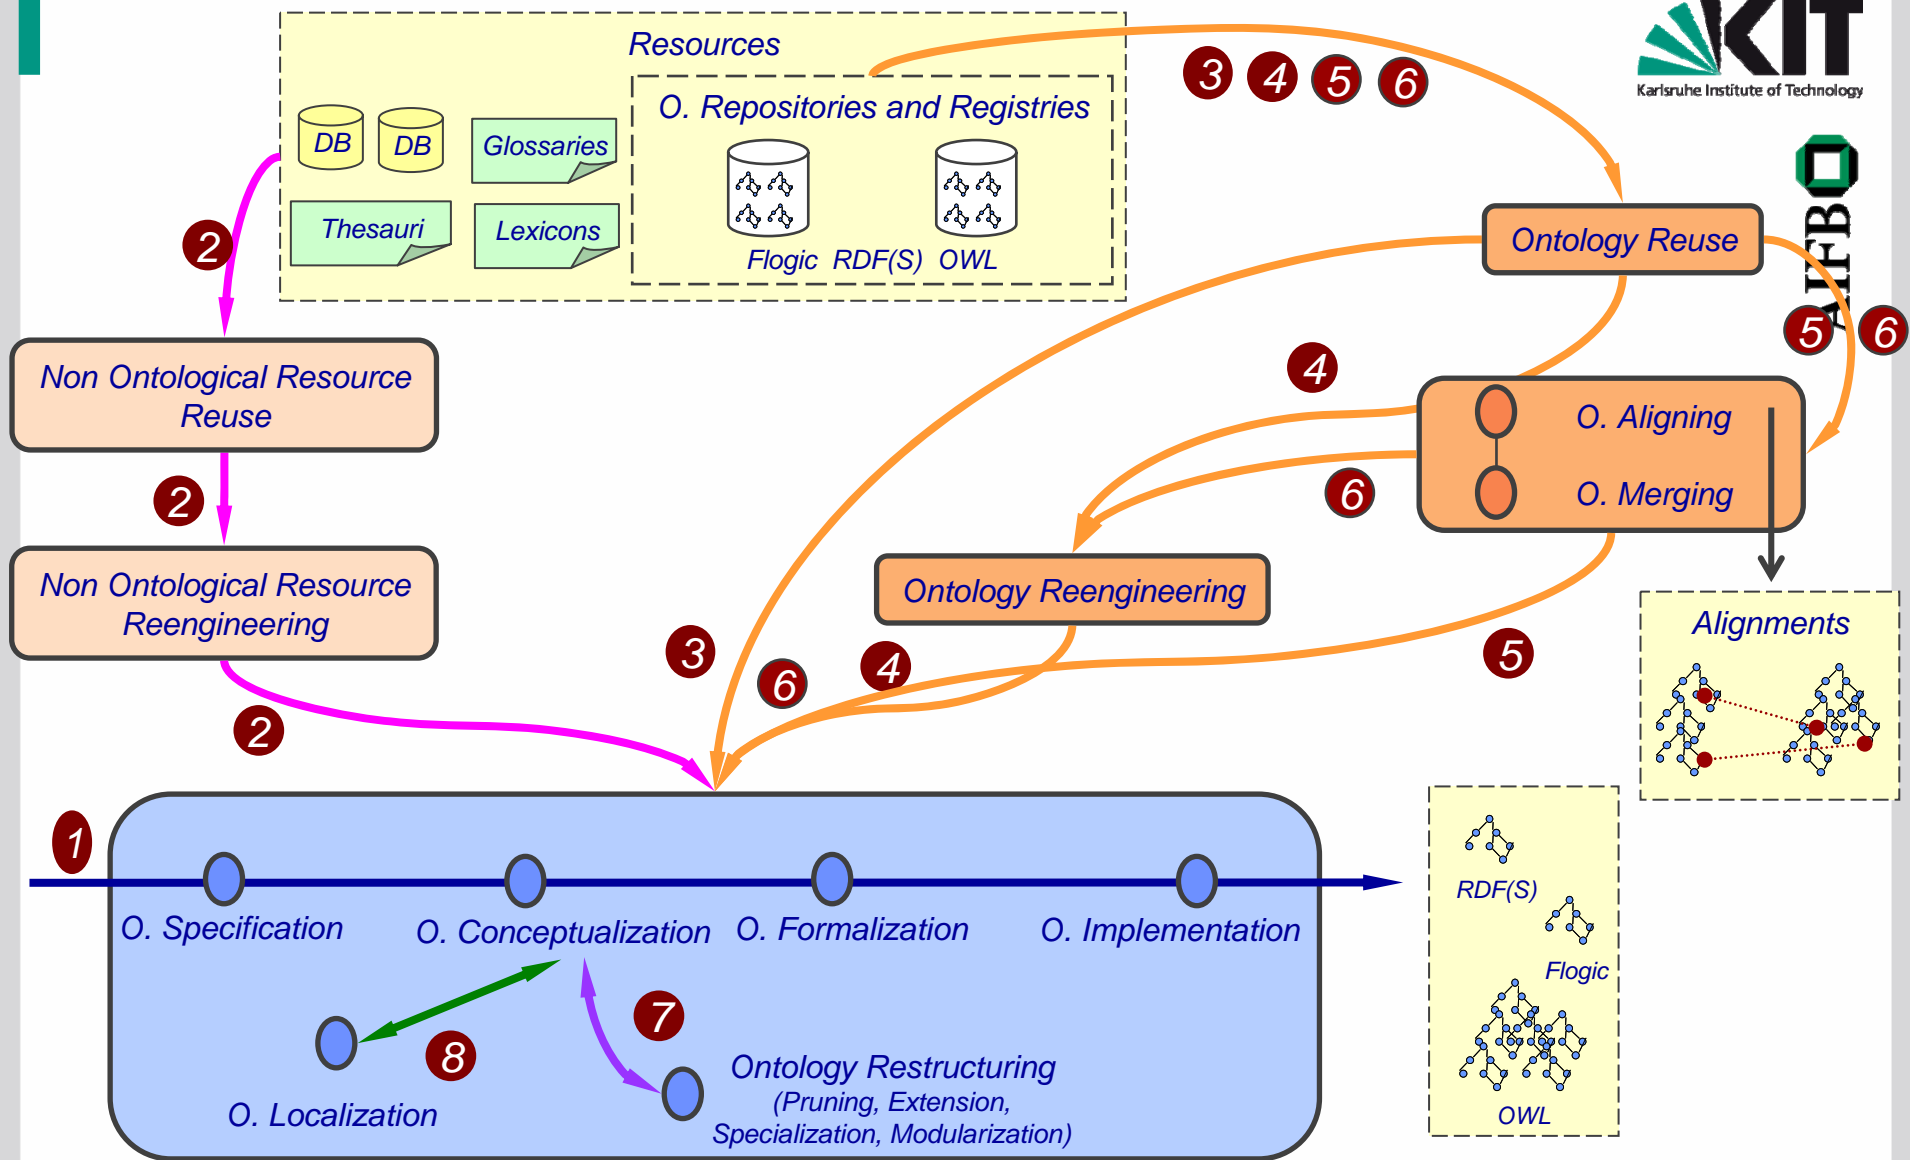 Resources
KIT
Karlsruhe Institute of Technology
3 4 5 6
O. Repositories and Registries
DB
DB
Glossaries
Thesauri
Lexicons
Flogic RDF(S) OWL
2
AIFB
Ontology Reuse
5 6
Non Ontological Resource
Reuse
4
O. Aligning
O. Merging
2
6
Non Ontological Resource
Reengineering
Ontology Reengineering
Alignments
3
6
4
5
2
1
O. Specification
O. Conceptualization
O. Formalization
O. Implementation
RDF(S)
Flogic
OWL
7
8
O. Localization
Ontology Restructuring
(Pruning, Extension,
Specialization, Modularization)